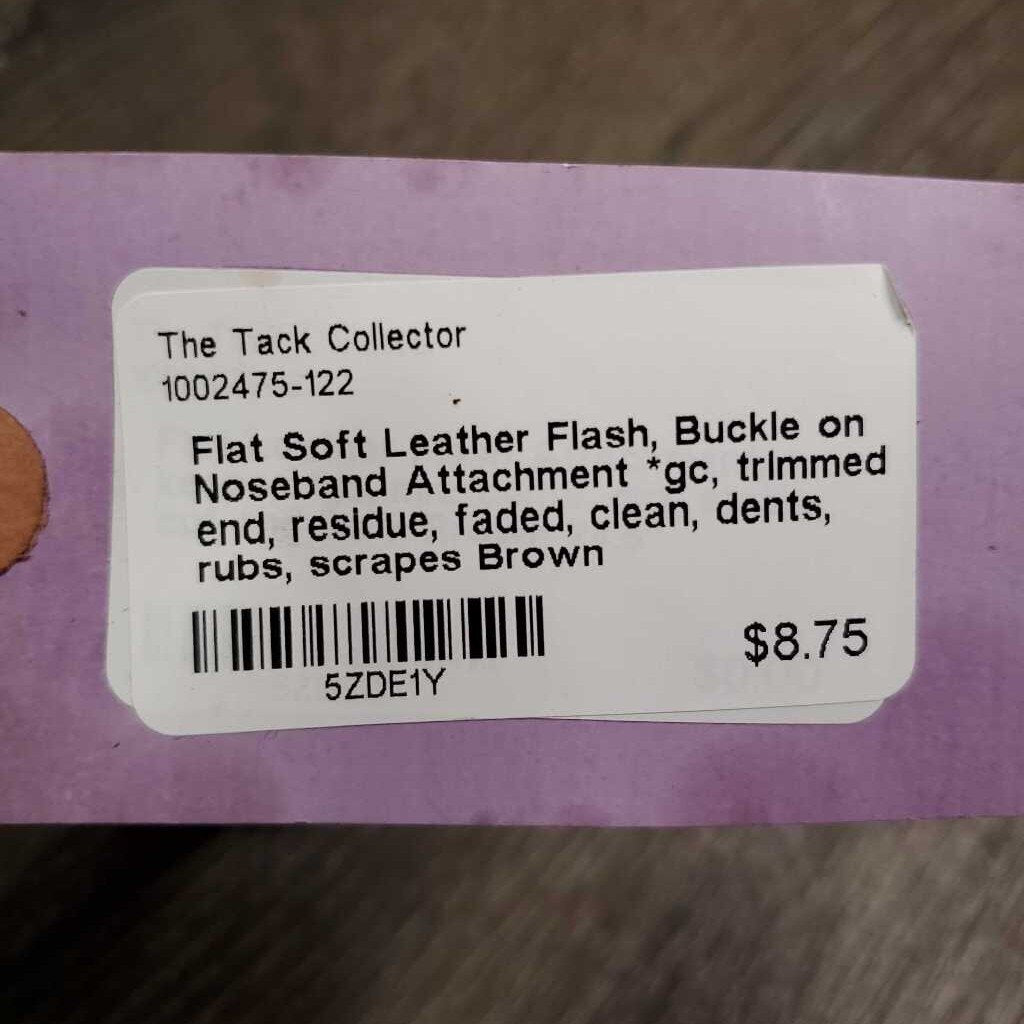 The Tack Collector
1002475-122
Flat Soft Leather Flash, Buckle on
Noseband Attachment *gc, trimmed
end, residue, faded, clean, dents,
rubs, scrapes Brown
5ZDE1Y
$8.75